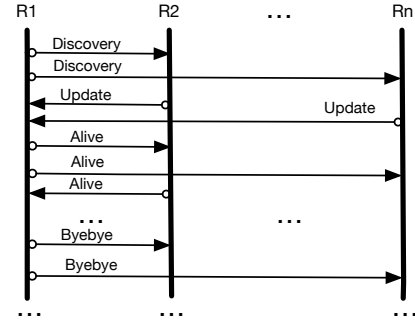 R1 R2 ... Rn
Discovery
Discovery
Update
Update
Alive
Alive
Alive
... ...
Byebye
Byebye
... ... ...